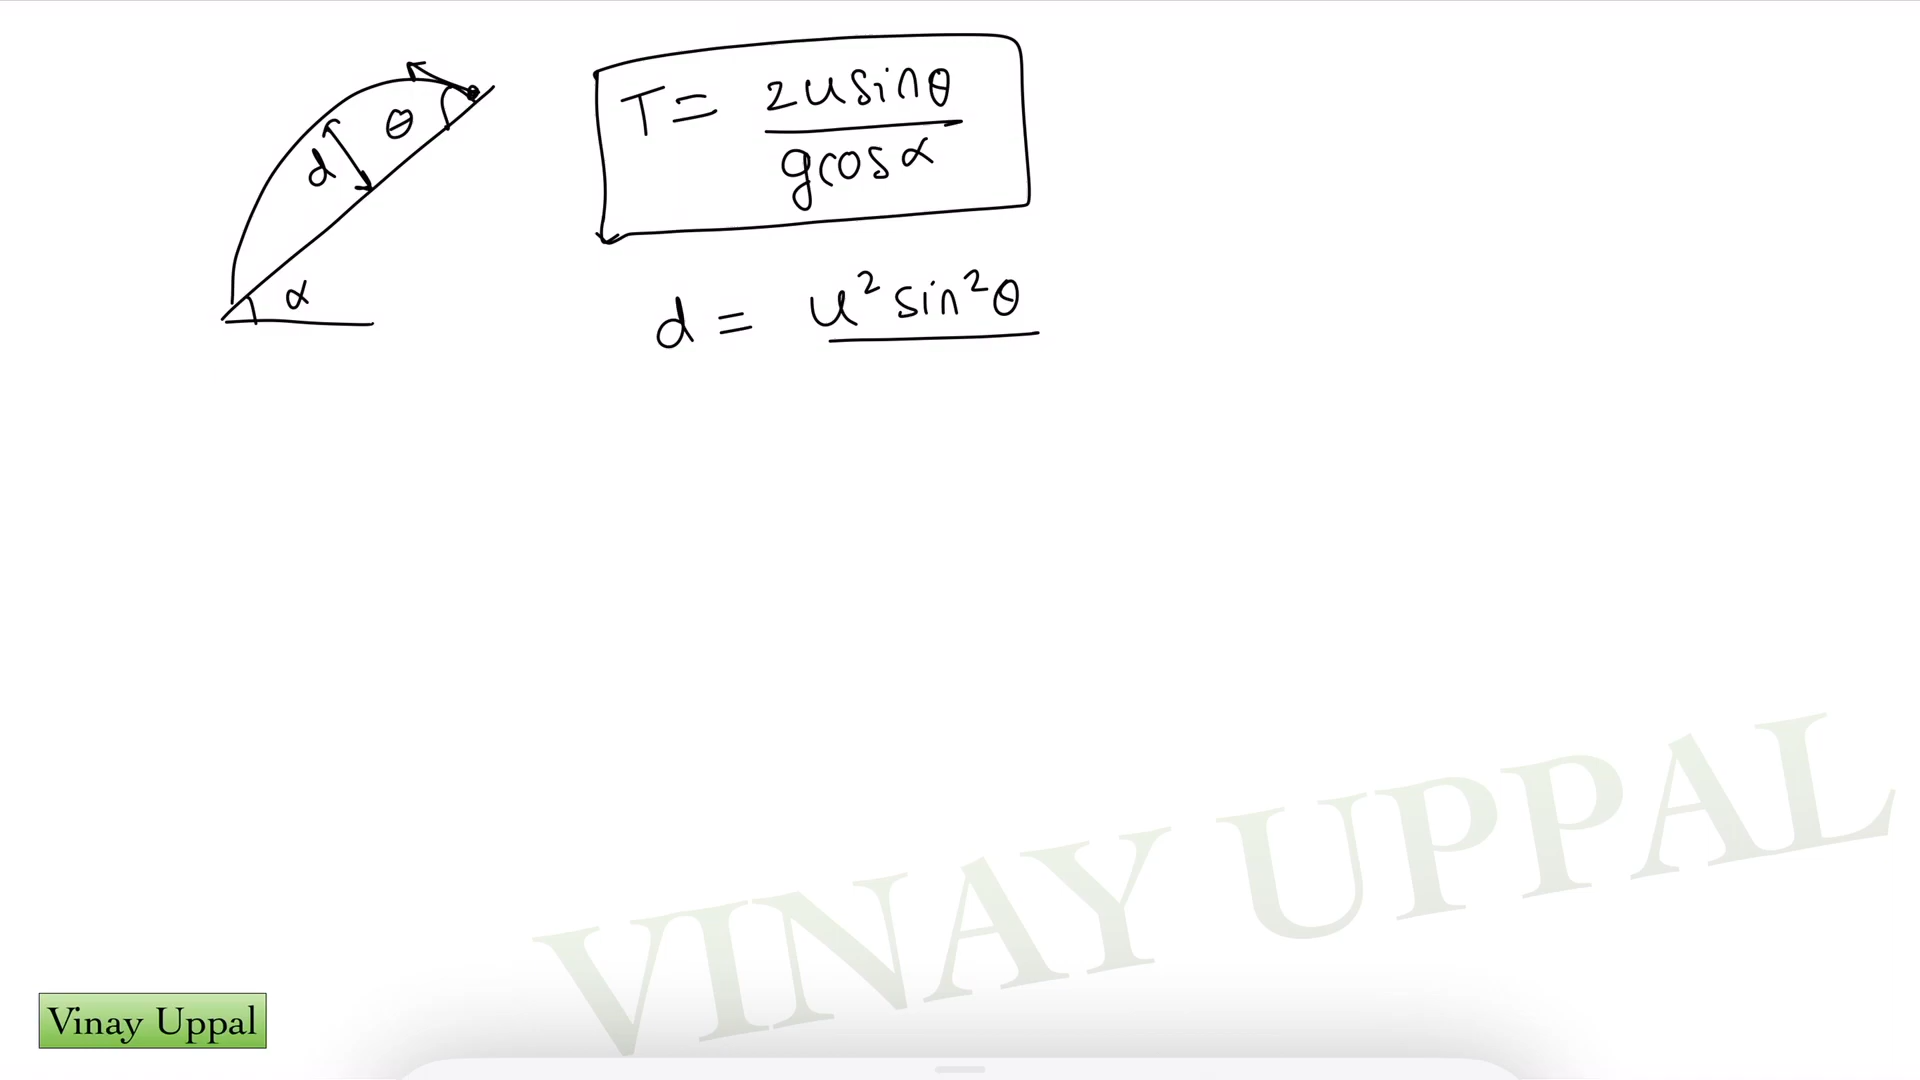 θ
d
α
T = 2usinθ
gcosα
d = u²sin²θ
VINAY UPPAL
Vinay Uppal